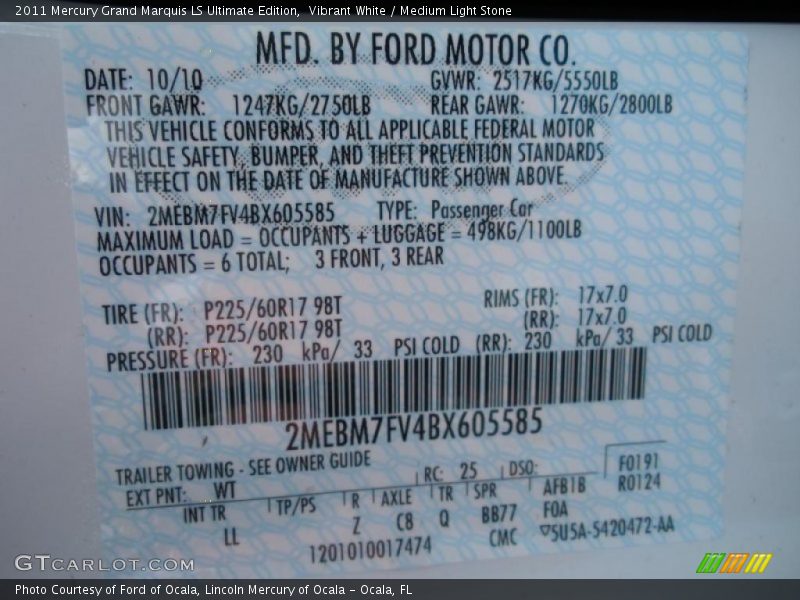 2011 Mercury Grand Marquis LS Ultimate Edition, Vibrant White / Medium Light Stone
MFD. BY FORD MOTOR CO.
DATE: 10/10 GVWR: 2517KG/5550LB
FRONT GAWR: 1247KG/2750LB REAR GAWR: 1270KG/2800LB
THIS VEHICLE CONFORMS TO ALL APPLICABLE FEDERAL MOTOR
VEHICLE SAFETY, BUMPER, AND THEFT PREVENTION STANDARDS
IN EFFECT ON THE DATE OF MANUFACTURE SHOWN ABOVE.
VIN: 2MEBM7FV4BX605585 TYPE: Passenger Car
MAXIMUM LOAD = OCCUPANTS + LUGGAGE = 498KG/1100LB
OCCUPANTS = 6 TOTAL; 3 FRONT, 3 REAR
TIRE (FR): P225/60R17 98T RIMS (FR): 17x7.0
(RR): P225/60R17 98T (RR): 17x7.0
PRESSURE (FR): 230 kPa/ 33 PSI COLD (RR): 230 kPa/ 33 PSI COLD
2MEBM7FV4BX605585
TRAILER TOWING - SEE OWNER GUIDE RC: 25 DSO: F0191
EXT PNT: WT R0124
INT TR TP/PS R AXLE TR SPR AFB1B
LL Z C8 Q BB77 FOA
1201010017474 CMC ▽5U5A-5420472-AA
GTCARLOT.COM
Photo Courtesy of Ford of Ocala, Lincoln Mercury of Ocala – Ocala, FL